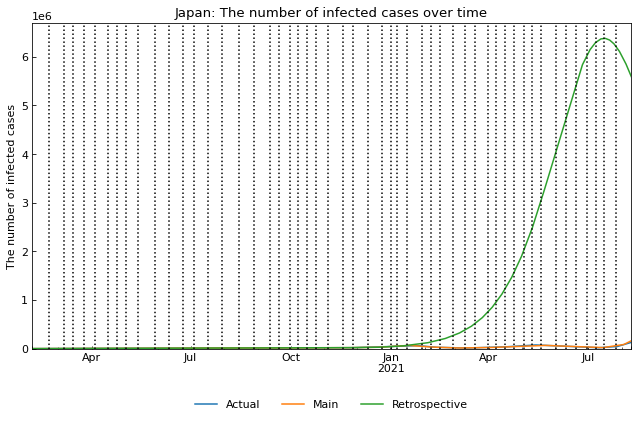 Japan: The number of infected cases over time
1e6
6
5
4
3
2
1
0
The number of infected cases
Apr Jul Oct Jan Apr Jul
2021
Actual Main Retrospective